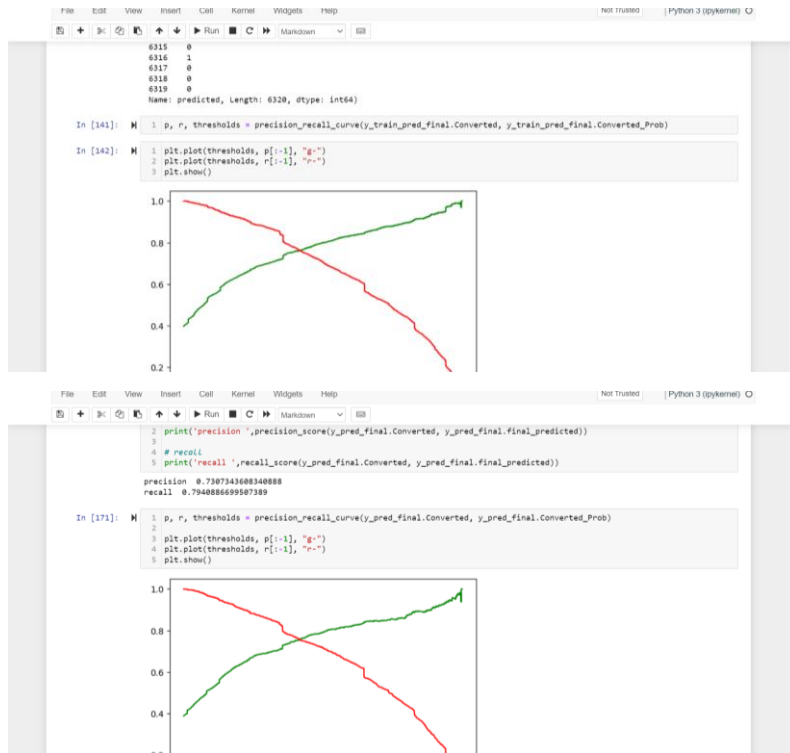 File Edit View Insert Cell Kernel Widgets Help Not Trusted Python 3 (ipykernel)
Run Markdown
6315 0
6316 1
6317 0
6318 0
6319 0
Name: predicted, Length: 6320, dtype: int64)
In [141]: 1 p, r, thresholds = precision_recall_curve(y_train_pred_final.Converted, y_train_pred_final.Converted_Prob)
In [142]: 1 plt.plot(thresholds, p[:-1], "g-")
2 plt.plot(thresholds, r[:-1], "r-")
3 plt.show()
1.0
0.8
0.6
0.4
0.2
File Edit View Insert Cell Kernel Widgets Help Not Trusted Python 3 (ipykernel)
Run Markdown
2 print('precision ',precision_score(y_pred_final.Converted, y_pred_final.final_predicted))
3
4 # recall
5 print('recall ',recall_score(y_pred_final.Converted, y_pred_final.final_predicted))
precision 0.7307343608340888
recall 0.7940886699507389
In [171]: 1 p, r, thresholds = precision_recall_curve(y_pred_final.Converted, y_pred_final.Converted_Prob)
2
3 plt.plot(thresholds, p[:-1], "g-")
4 plt.plot(thresholds, r[:-1], "r-")
5 plt.show()
1.0
0.8
0.6
0.4